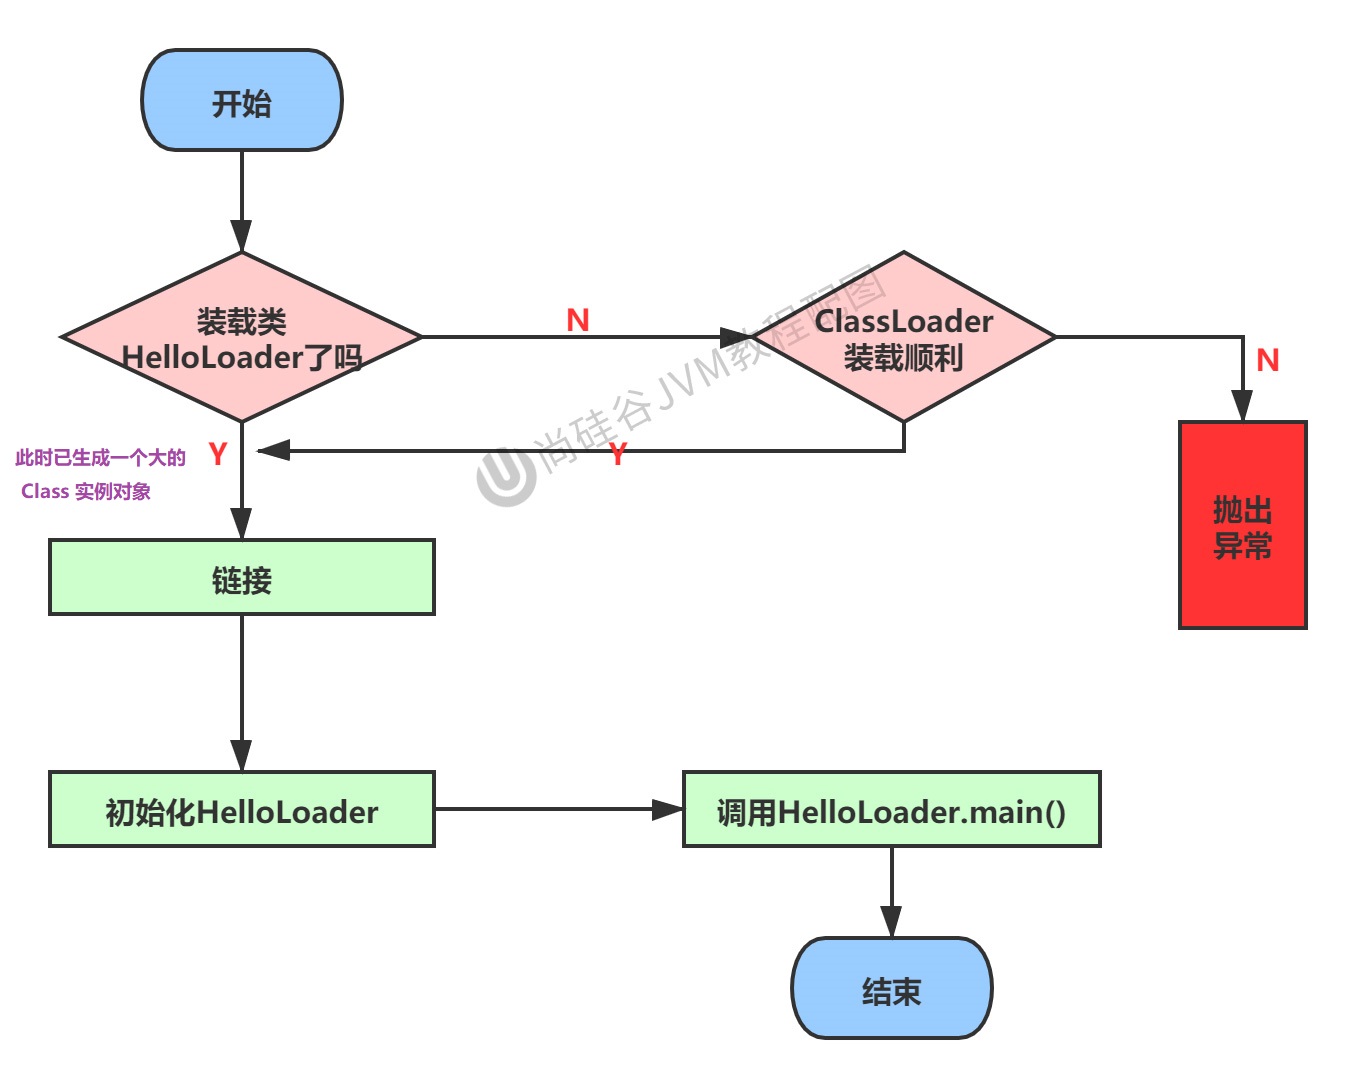 开始
装载类
HelloLoader了吗
N
ClassLoader
装载顺利
N
此时已生成一个大的
Class 实例对象
Y
Y
尚硅谷JVM教程配图
抛出
异常
链接
初始化HelloLoader
调用HelloLoader.main()
结束